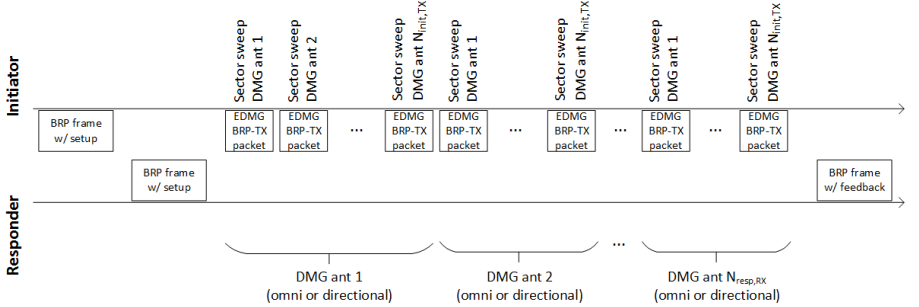 Initiator
Responder
Sector sweep
DMG ant 1
Sector sweep
DMG ant 2
Sector sweep
DMG ant Ninit,TX
Sector sweep
DMG ant 1
Sector sweep
DMG ant Ninit,TX
Sector sweep
DMG ant 1
Sector sweep
DMG ant Ninit,TX
BRP frame
w/ setup
EDMG
BRP-TX
packet
EDMG
BRP-TX
packet
...
EDMG
BRP-TX
packet
EDMG
BRP-TX
packet
...
EDMG
BRP-TX
packet
...
EDMG
BRP-TX
packet
...
EDMG
BRP-TX
packet
BRP frame
w/ setup
BRP frame
w/ feedback
DMG ant 1
(omni or directional)
DMG ant 2
(omni or directional)
...
DMG ant Nresp,RX
(omni or directional)